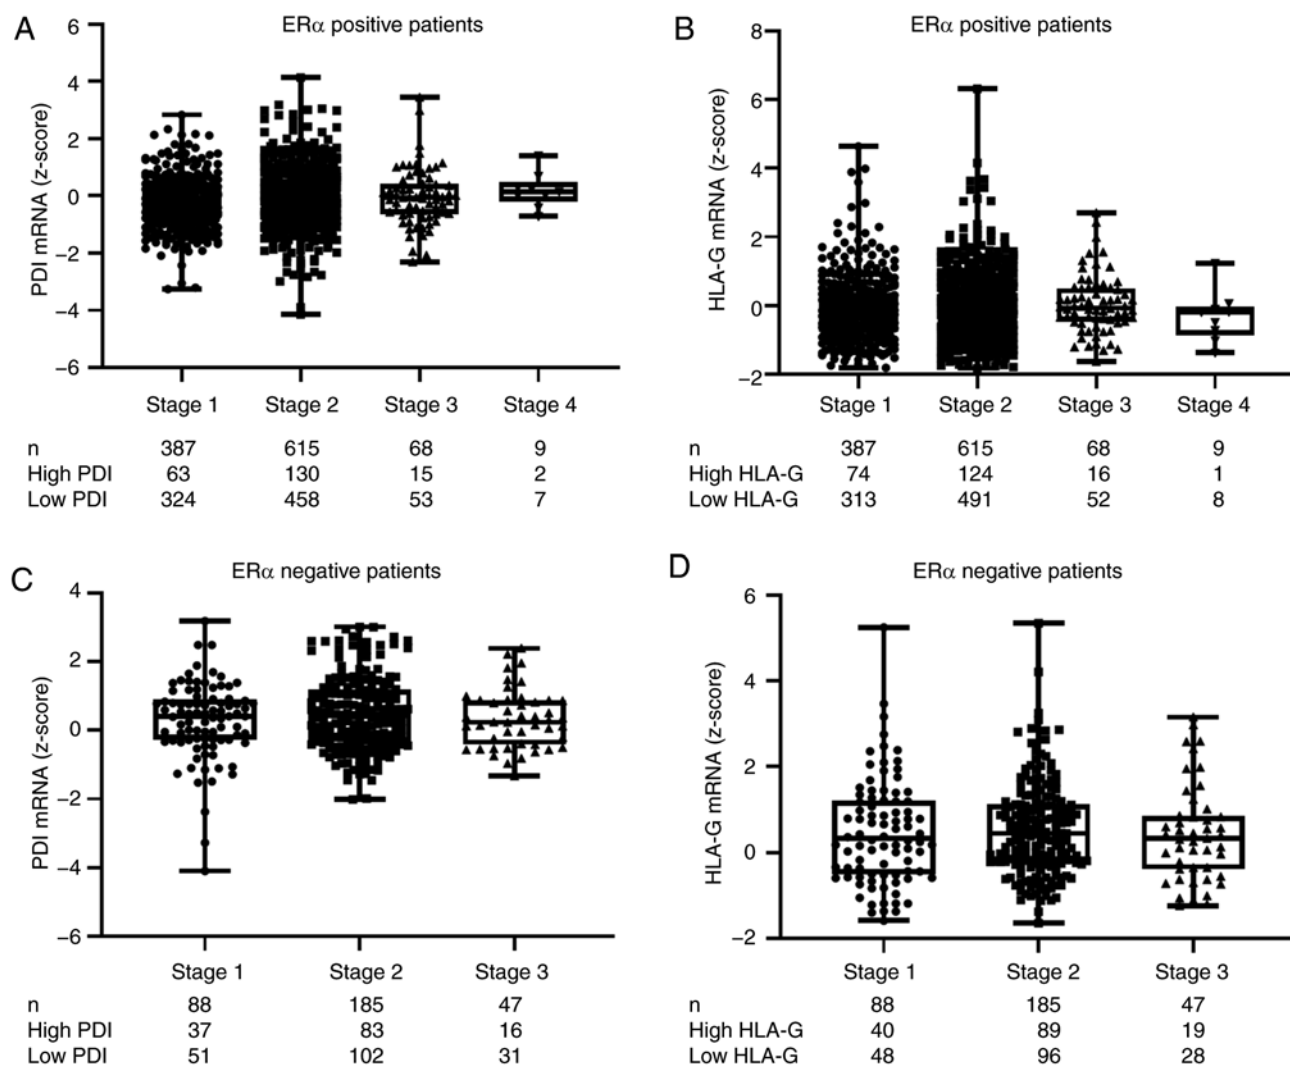 A
ERα positive patients
PDI mRNA (z-score)
6
4
2
0
−2
−4
−6
Stage 1 Stage 2 Stage 3 Stage 4
n 387 615 68 9
High PDI 63 130 15 2
Low PDI 324 458 53 7
B
ERα positive patients
HLA-G mRNA (z-score)
8
6
4
2
0
−2
Stage 1 Stage 2 Stage 3 Stage 4
n 387 615 68 9
High HLA-G 74 124 16 1
Low HLA-G 313 491 52 8
C
ERα negative patients
PDI mRNA (z-score)
4
2
0
−2
−4
−6
Stage 1 Stage 2 Stage 3
n 88 185 47
High PDI 37 83 16
Low PDI 51 102 31
D
ERα negative patients
HLA-G mRNA (z-score)
6
4
2
0
−2
Stage 1 Stage 2 Stage 3
n 88 185 47
High HLA-G 40 89 19
Low HLA-G 48 96 28